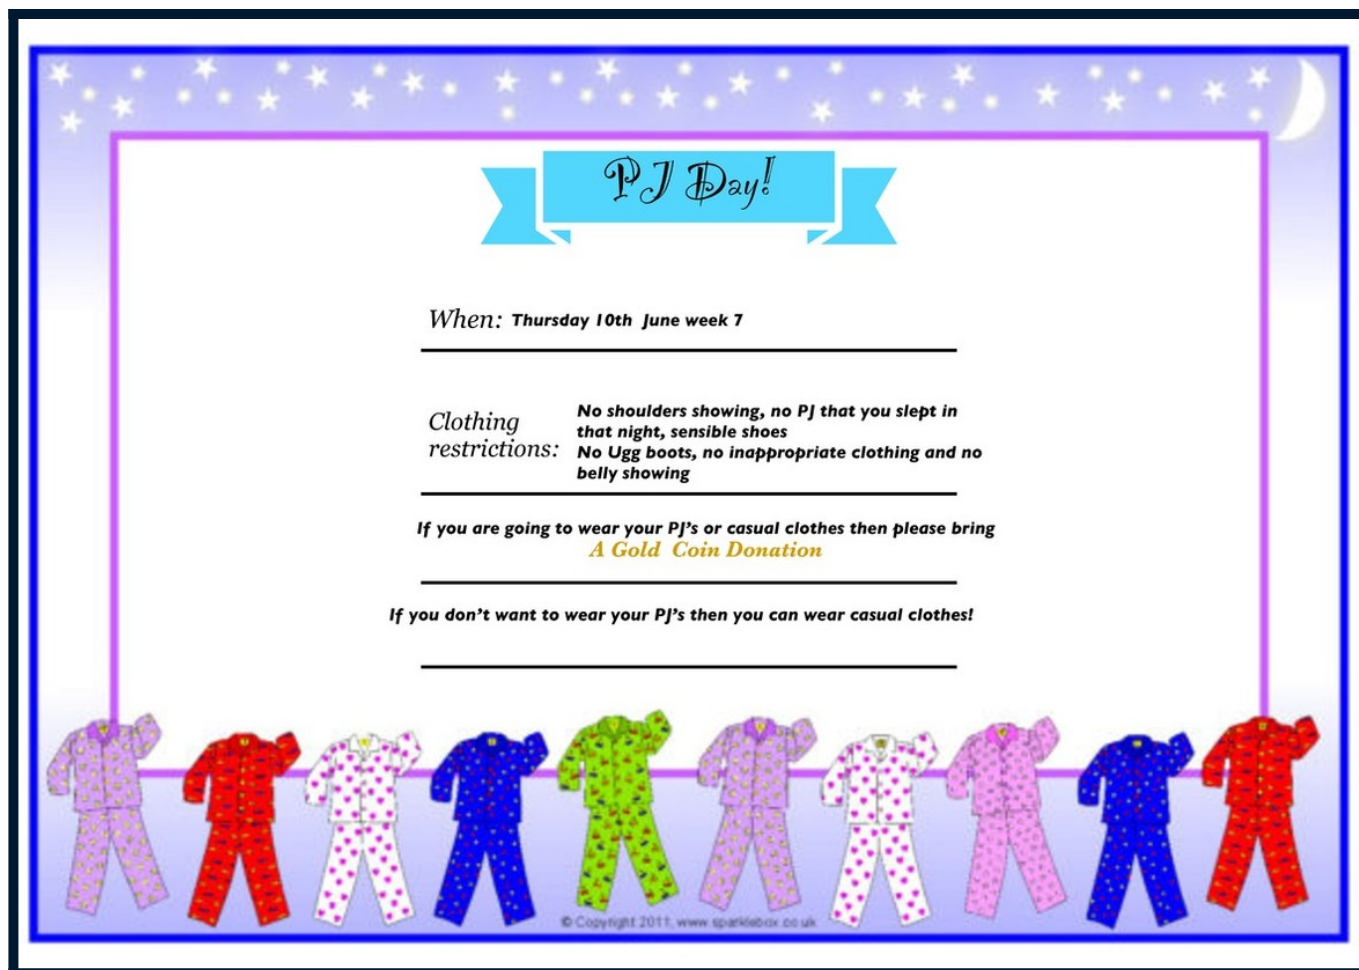 PJ Day!
When: Thursday 10th June week 7
Clothing restrictions:
No shoulders showing, no PJ that you slept in
that night, sensible shoes
No Ugg boots, no inappropriate clothing and no
belly showing
If you are going to wear your PJ's or casual clothes then please bring
A Gold Coin Donation
If you don't want to wear your PJ's then you can wear casual clothes!
© Copyright 2011, www.sparklebox.co.uk